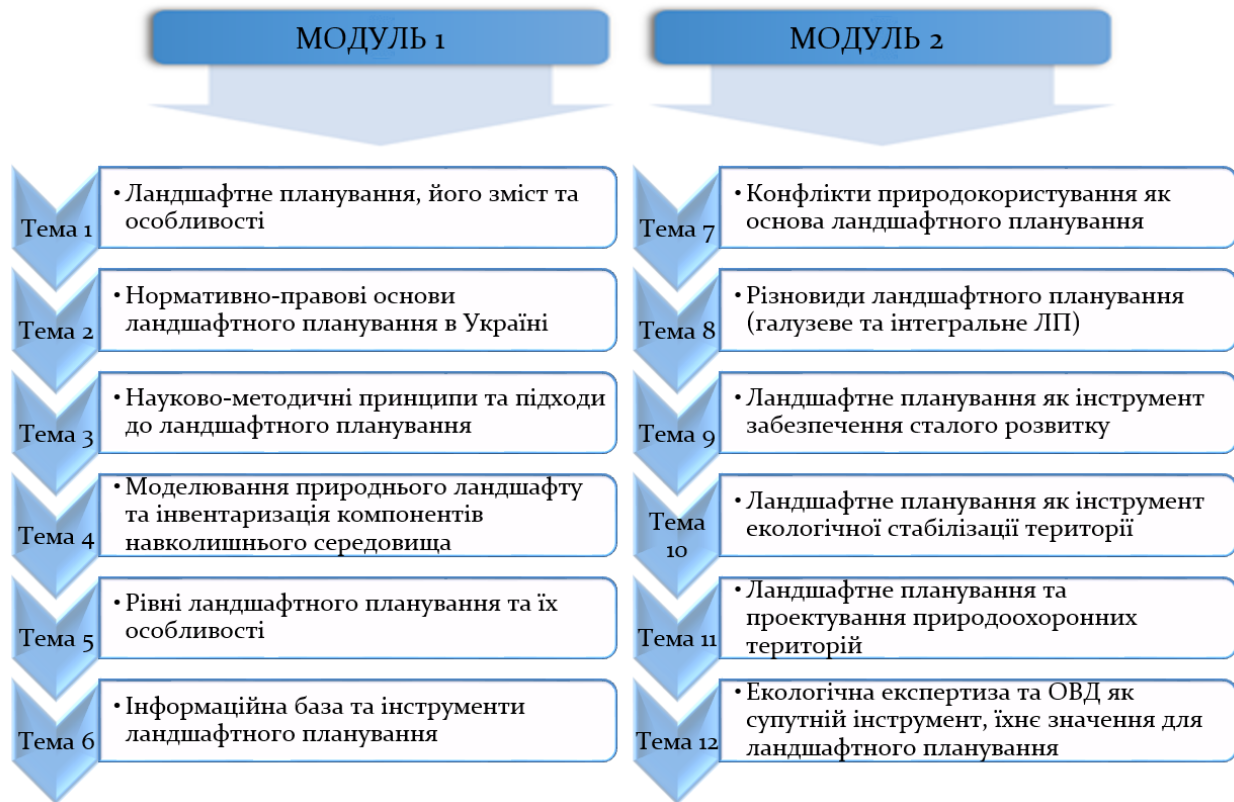 МОДУЛЬ 1
Тема 1
• Ландшафтне планування, його зміст та
особливості
Тема 2
• Нормативно-правові основи
ландшафтного планування в Україні
Тема 3
• Науково-методичні принципи та підходи
до ландшафтного планування
Тема 4
• Моделювання природнього ландшафту
та інвентаризація компонентів
навколишнього середовища
Тема 5
• Рівні ландшафтного планування та їх
особливості
Тема 6
• Інформаційна база та інструменти
ландшафтного планування
МОДУЛЬ 2
Тема 7
• Конфлікти природокористування як
основа ландшафтного планування
Тема 8
• Різновиди ландшафтного планування
(галузеве та інтегральне ЛП)
Тема 9
• Ландшафтне планування як інструмент
забезпечення сталого розвитку
Тема
10
• Ландшафтне планування як інструмент
екологічної стабілізації території
Тема 11
• Ландшафтне планування та
проектування природоохоронних
територій
Тема 12
• Екологічна експертиза та ОВД як
супутній інструмент, їхнє значення для
ландшафтного планування